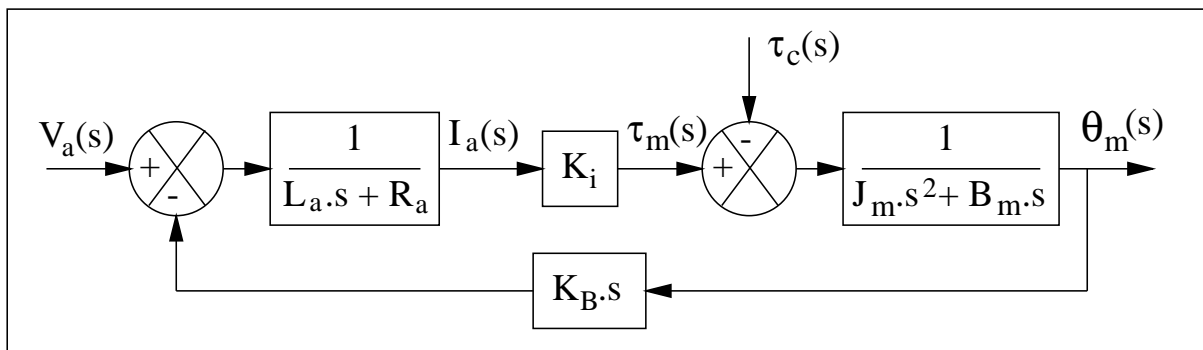 τc(s)
Va(s)
+
-
1
La.s + Ra
Ia(s)
Ki
τm(s)
-
+
1
Jm.s²+ Bm.s
θm(s)
KB.s